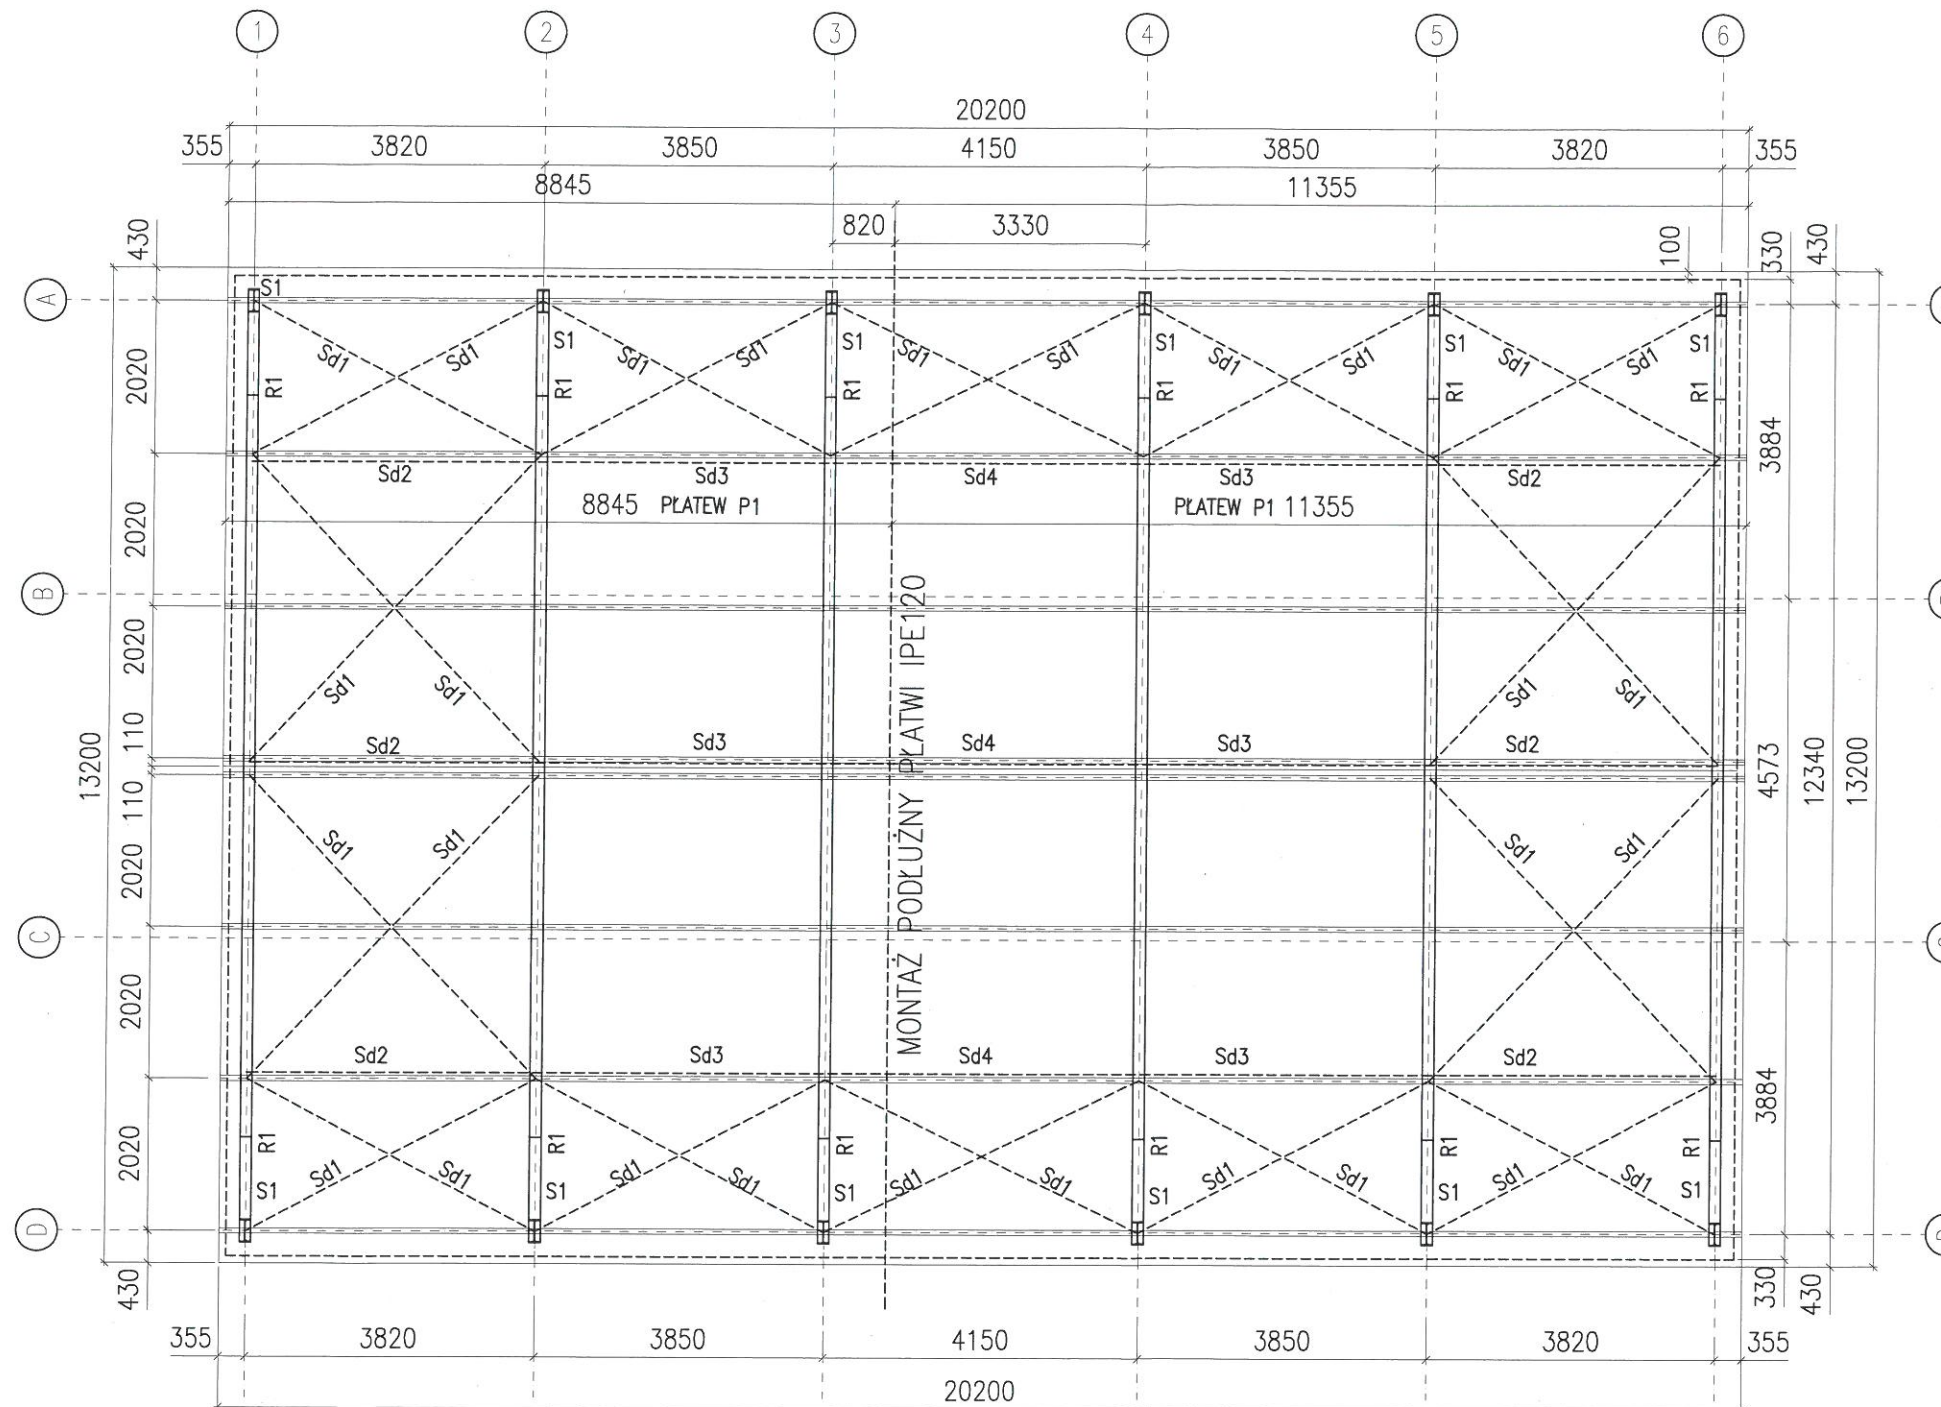 1 2 3 4 5 6
20200
355 3820 3850 4150 3850 3820 355
8845 11355
820 3330
430 100 330 430
A
S1
Sd1 Sd1 S1 Sd1 Sd1 S1 Sd1 Sd1 S1 Sd1 Sd1 S1 Sd1 Sd1 S1
2020 R1 R1 R1 R1 R1 R1
3884
Sd2 Sd3 Sd4 Sd3 Sd2
8845 PŁATEW P1 PŁATEW P1 11355
2020
B
MONTAŻ PODŁUŻNY PŁATWI IPE120
2020
Sd1 Sd1 Sd1 Sd1
110 Sd2 Sd3 Sd4 Sd3 Sd2
13200 4573 12340 13200
110
2020 Sd1 Sd1 Sd1 Sd1
C
2020
Sd2 Sd3 Sd4 Sd3 Sd2
3884
2020 R1 R1 R1 R1 R1 R1
Sd1 Sd1 Sd1 Sd1 Sd1 Sd1 Sd1 Sd1 Sd1 Sd1
S1 S1 S1 S1 S1 S1
D
430 330 430
355 3820 3850 4150 3850 3820 355
20200